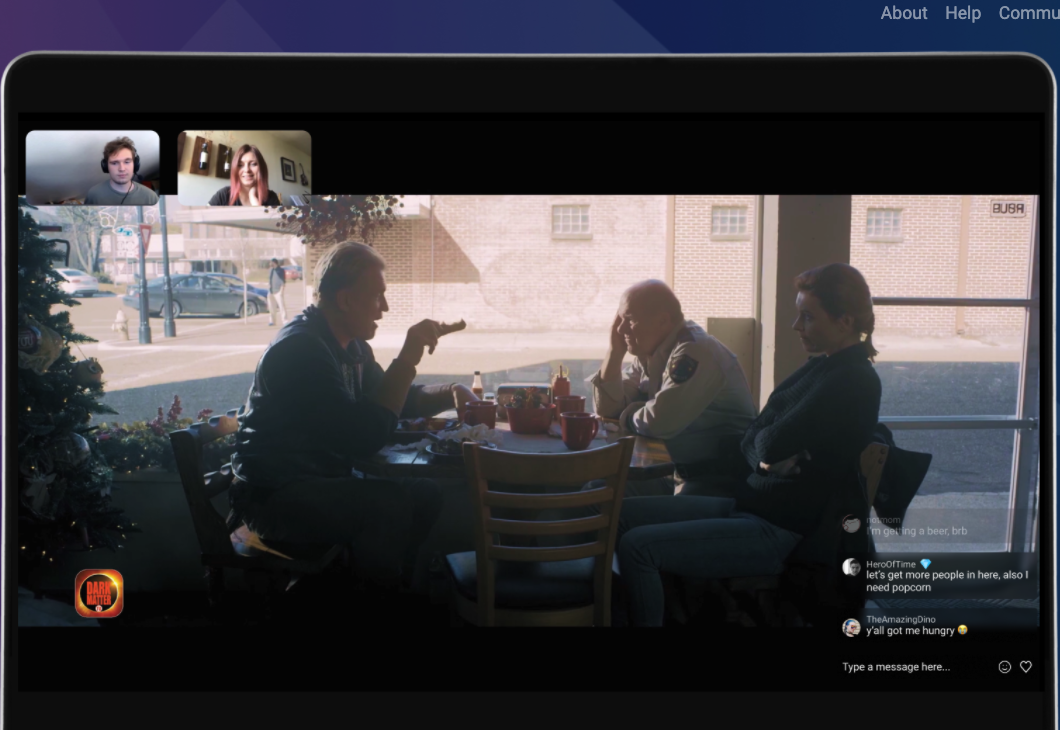 About Help Commu
DARK
MATTER
notmom
I'm getting a beer, brb
HeroOfTime 💎
let's get more people in here, also I
need popcorn
TheAmazingDino
y'all got me hungry 😂
Type a message here...